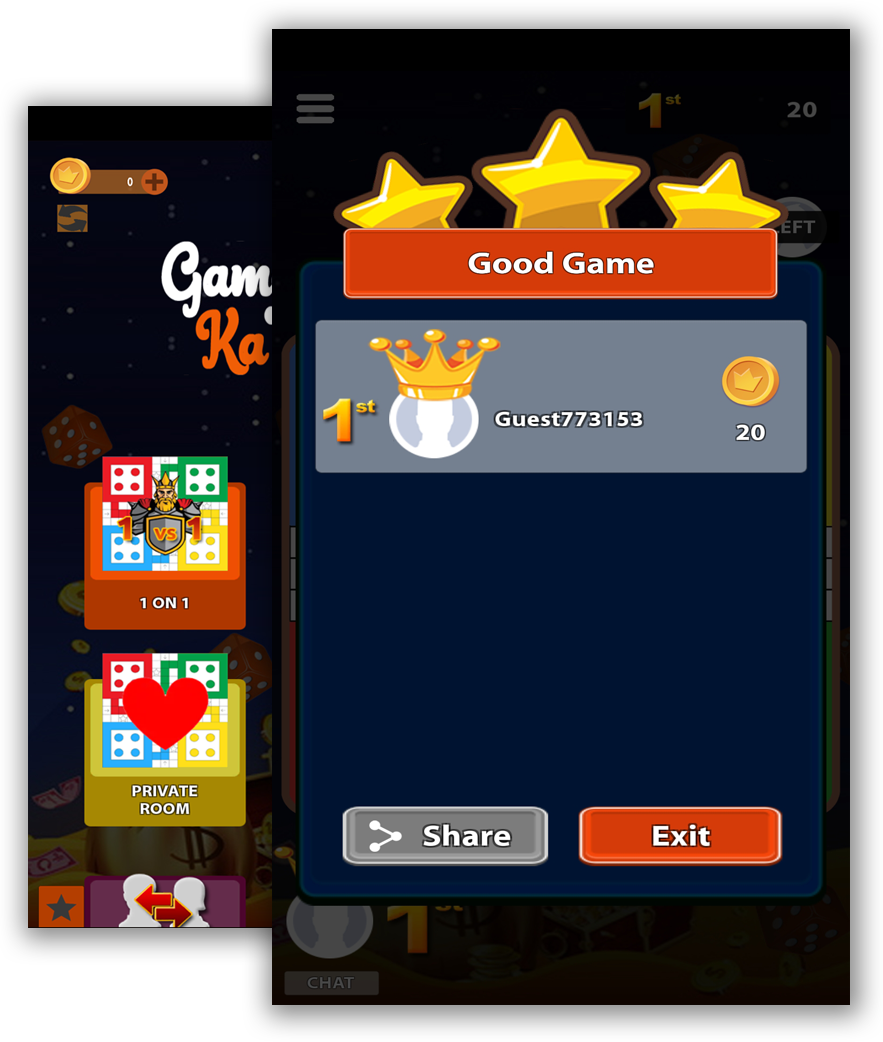 0
Gam
Ka
1 VS 1
1 ON 1
PRIVATE
ROOM
1st
20
EFT
Good Game
1st
Guest773153
20
Share
Exit
1st
CHAT